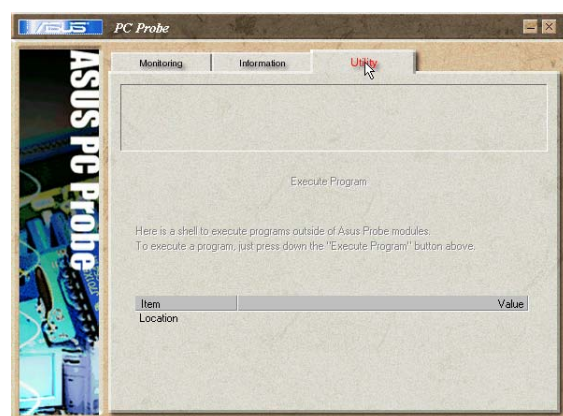 ASUS PC Probe
Monitoring Information Utility
ASUS PC Probe
Execute Program
Here is a shell to execute programs outside of Asus Probe modules.
To execute a program, just press down the "Execute Program" button above.
Item Value
Location